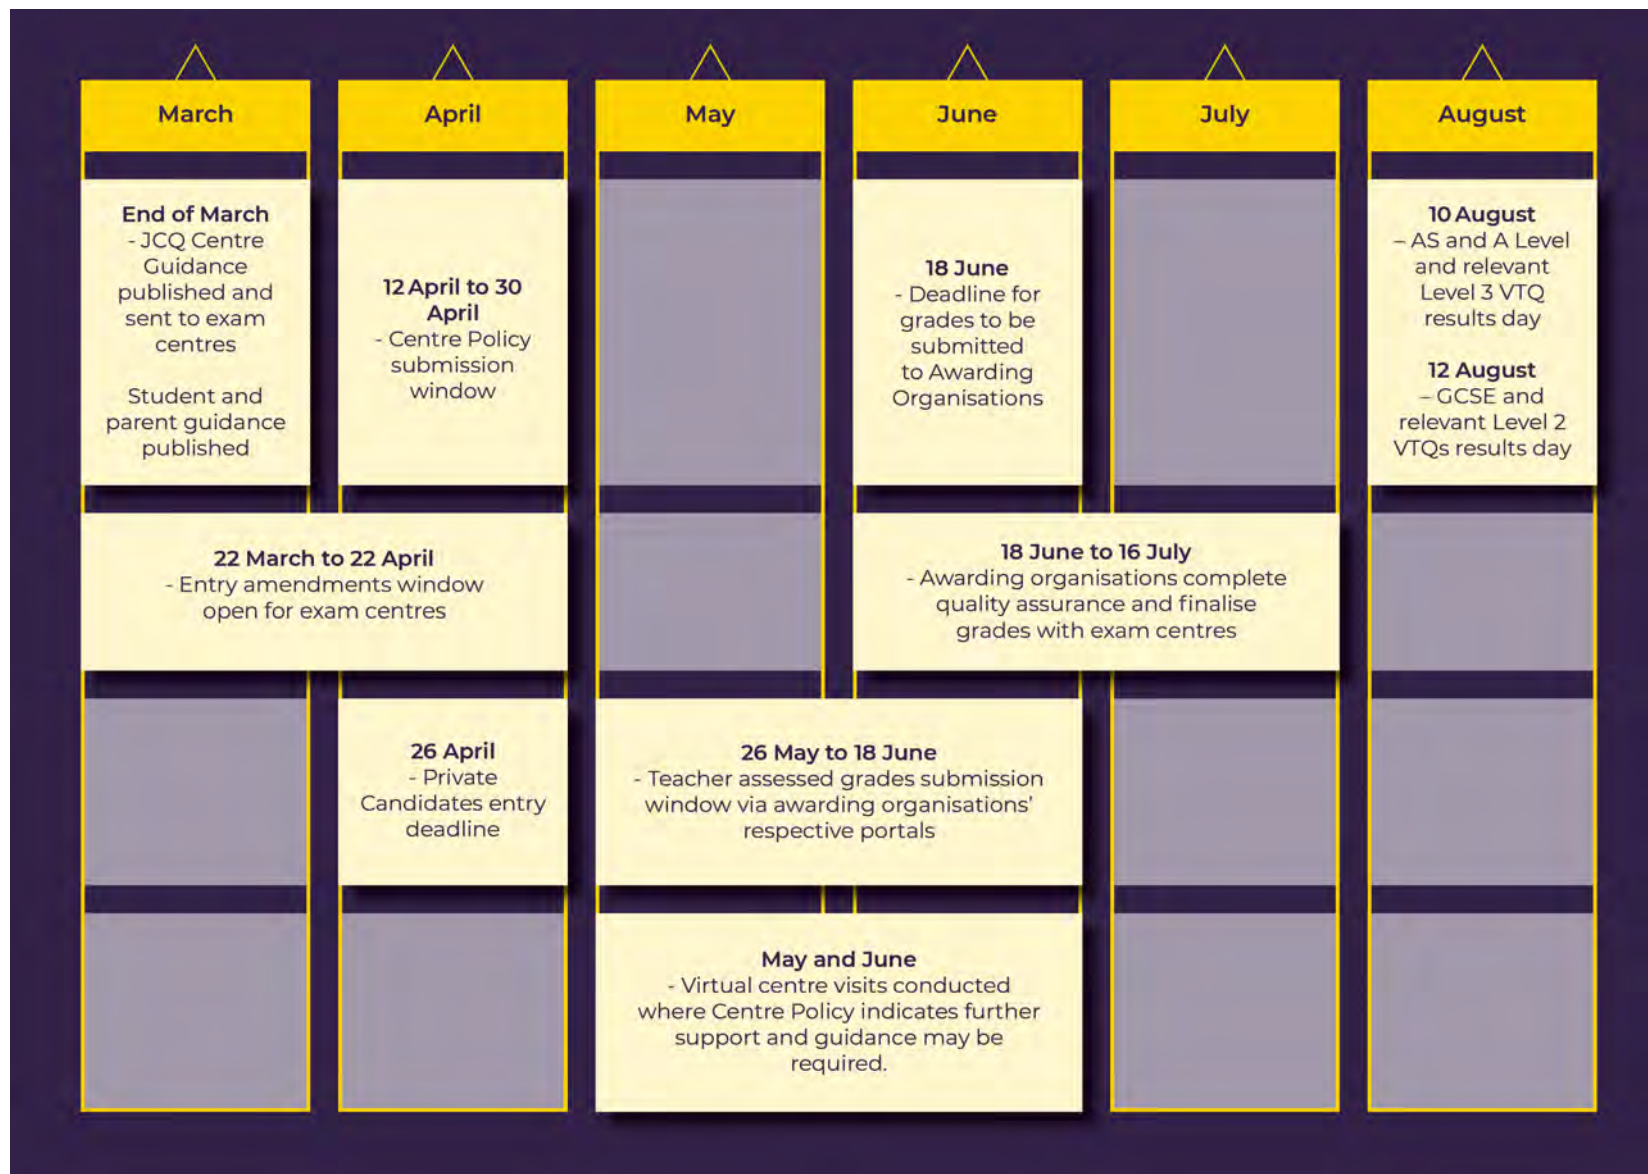 March
April
May
June
July
August
End of March
- JCQ Centre
Guidance
published and
sent to exam
centres
Student and
parent guidance
published
12 April to 30
April
- Centre Policy
submission
window
18 June
- Deadline for
grades to be
submitted
to Awarding
Organisations
10 August
– AS and A Level
and relevant
Level 3 VTQ
results day
12 August
– GCSE and
relevant Level 2
VTQs results day
22 March to 22 April
- Entry amendments window
open for exam centres
18 June to 16 July
- Awarding organisations complete
quality assurance and finalise
grades with exam centres
26 April
- Private
Candidates entry
deadline
26 May to 18 June
- Teacher assessed grades submission
window via awarding organisations’
respective portals
May and June
- Virtual centre visits conducted
where Centre Policy indicates further
support and guidance may be
required.